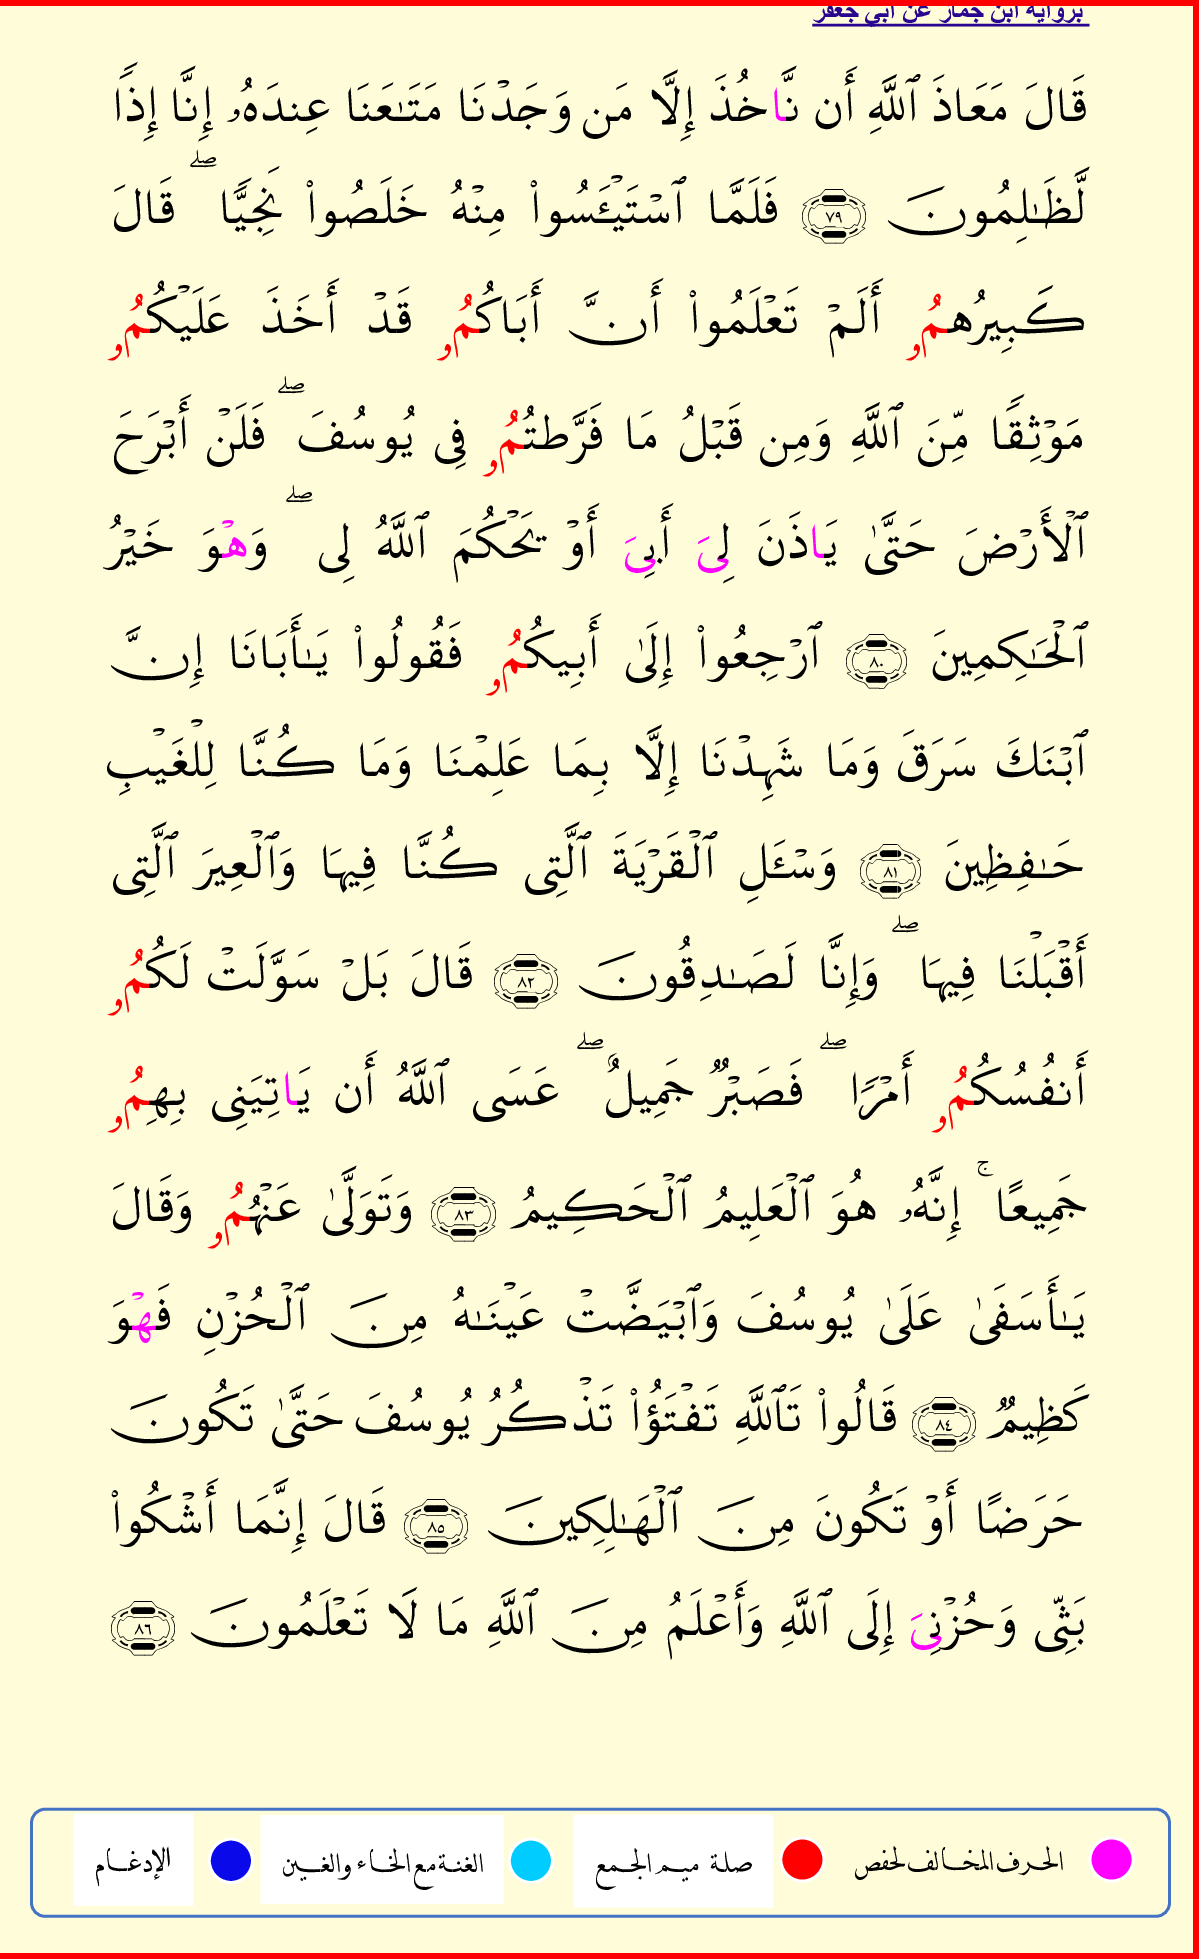 برواية ابن جماز عن أبي جعفر
قَالَ مَعَاذَ ٱللَّهِ أَن نَّاخُذَ إِلَّا مَن وَجَدۡنَا مَتَـٰعَنَا عِندَهُۥ إِنَّا إِذٗا
لَّظَـٰلِمُونَ ٧٩ فَلَمَّا ٱسۡتَيۡـَٔسُواْ مِنۡهُ خَلَصُواْ نَجِيّٗاۖ قَالَ
كَبِيرُهُمُۥ أَلَمۡ تَعۡلَمُواْ أَنَّ أَبَاكُمُۥ قَدۡ أَخَذَ عَلَيۡكُمُۥ
مَوۡثِقٗا مِّنَ ٱللَّهِ وَمِن قَبۡلُ مَا فَرَّطتُمُۥ فِي يُوسُفَۖ فَلَنۡ أَبۡرَحَ
ٱلۡأَرۡضَ حَتَّىٰ يَاذَنَ لِيَ أَبِيَ أَوۡ يَحۡكُمَ ٱللَّهُ لِيۖ وَهۡوَ خَيۡرُ
ٱلۡحَـٰكِمِينَ ٨٠ ٱرۡجِعُواْ إِلَىٰ أَبِيكُمُۥ فَقُولُواْ يَـٰأَبَانَا إِنَّ
ٱبۡنَكَ سَرَقَ وَمَا شَهِدۡنَا إِلَّا بِمَا عَلِمۡنَا وَمَا كُنَّا لِلۡغَيۡبِ
حَـٰفِظِينَ ٨١ وَسۡـَٔلِ ٱلۡقَرۡيَةَ ٱلَّتِي كُنَّا فِيهَا وَٱلۡعِيرَ ٱلَّتِي
أَقۡبَلۡنَا فِيهَاۖ وَإِنَّا لَصَـٰدِقُونَ ٨٢ قَالَ بَلۡ سَوَّلَتۡ لَكُمُۥ
أَنفُسُكُمُۥ أَمۡرٗاۖ فَصَبۡرٞ جَمِيلٌۖ عَسَى ٱللَّهُ أَن يَاتِيَنِي بِهِمُۥ
جَمِيعًاۚ إِنَّهُۥ هُوَ ٱلۡعَلِيمُ ٱلۡحَكِيمُ ٨٣ وَتَوَلَّىٰ عَنۡهُمُۥ وَقَالَ
يَـٰأَسَفَىٰ عَلَىٰ يُوسُفَ وَٱبۡيَضَّتۡ عَيۡنَـٰهُ مِنَ ٱلۡحُزۡنِ فَهۡوَ
كَظِيمٞ ٨٤ قَالُواْ تَٱللَّهِ تَفۡتَؤُاْ تَذۡكُرُ يُوسُفَ حَتَّىٰ تَكُونَ
حَرَضًا أَوۡ تَكُونَ مِنَ ٱلۡهَـٰلِكِينَ ٨٥ قَالَ إِنَّمَا أَشۡكُواْ
بَثِّي وَحُزۡنِيَ إِلَى ٱللَّهِ وَأَعۡلَمُ مِنَ ٱللَّهِ مَا لَا تَعۡلَمُونَ ٨٦
الحرف المخالف لحفص صلة ميم الجمع الغنة مع الخاء والغين الإدغام